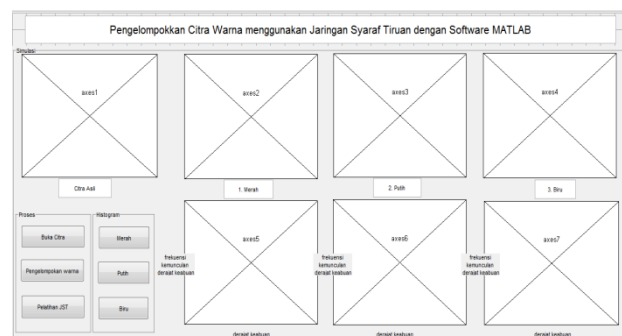 Pengelompokkan Citra Warna menggunakan Jaringan Syaraf Tiruan dengan Software MATLAB
Simulasi
axes1
axes2
axes3
axes4
Citra Asli
1. Merah
2. Putih
3. Biru
Proses
Buka Citra
Pengelompokan warna
Pelatihan JST
Histogram
Merah
Putih
Biru
axes5
axes6
axes7
frekuensi
kemunculan
derajat keabuan
frekuensi
kemunculan
derajat keabuan
frekuensi
kemunculan
derajat keabuan
derajat keabuan
derajat keabuan
derajat keabuan